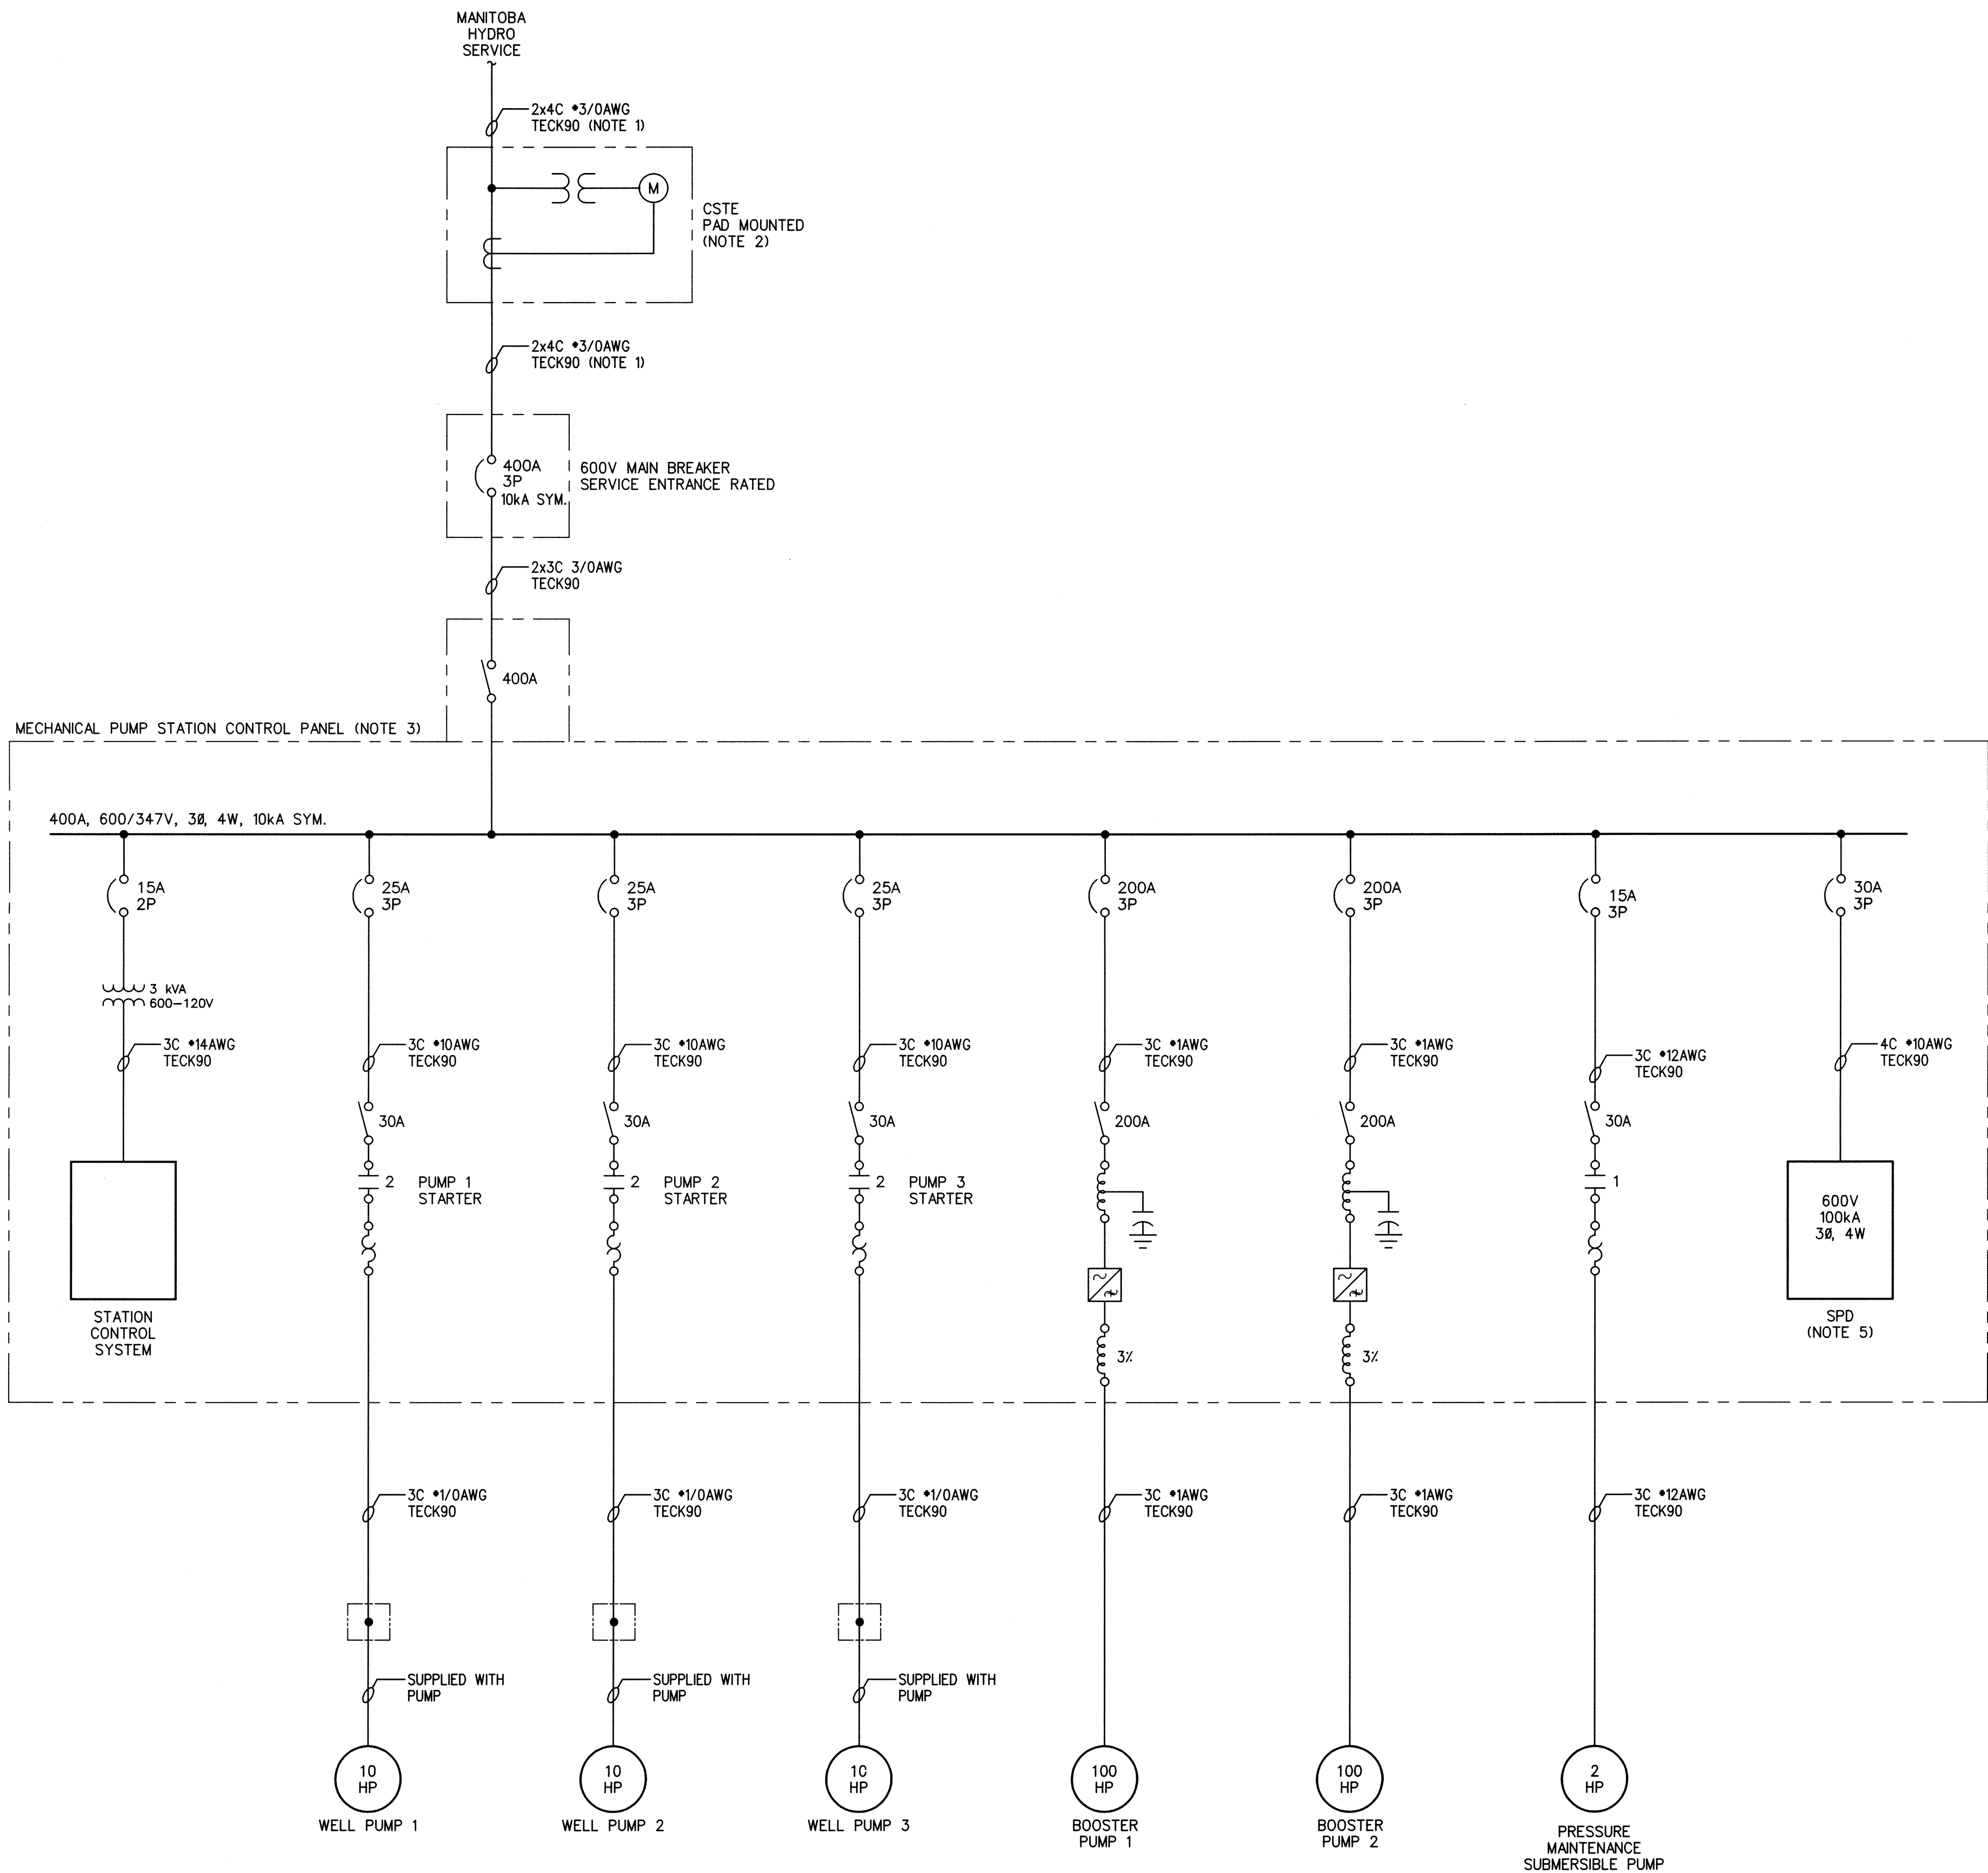 MANITOBA
HYDRO
SERVICE
2x4C #3/0AWG
TECK90 (NOTE 1)
M
CSTE
PAD MOUNTED
(NOTE 2)
2x4C #3/0AWG
TECK90 (NOTE 1)
400A
3P
10kA SYM.
600V MAIN BREAKER
SERVICE ENTRANCE RATED
2x3C 3/0AWG
TECK90
400A
MECHANICAL PUMP STATION CONTROL PANEL (NOTE 3)
400A, 600/347V, 3Ø, 4W, 10kA SYM.
15A
2P
25A
3P
25A
3P
25A
3P
200A
3P
200A
3P
15A
3P
30A
3P
3 kVA
600-120V
3C #14AWG
TECK90
3C #10AWG
TECK90
3C #10AWG
TECK90
3C #10AWG
TECK90
3C #1AWG
TECK90
3C #1AWG
TECK90
3C #12AWG
TECK90
4C #10AWG
TECK90
30A
30A
30A
200A
200A
30A
2
PUMP 1
STARTER
2
PUMP 2
STARTER
2
PUMP 3
STARTER
1
600V
100kA
3Ø, 4W
3%
3%
STATION
CONTROL
SYSTEM
SPD
(NOTE 5)
3C #1/0AWG
TECK90
3C #1/0AWG
TECK90
3C #1/0AWG
TECK90
3C #1AWG
TECK90
3C #1AWG
TECK90
3C #12AWG
TECK90
SUPPLIED WITH
PUMP
SUPPLIED WITH
PUMP
SUPPLIED WITH
PUMP
10
HP
10
HP
10
HP
100
HP
100
HP
2
HP
WELL PUMP 1
WELL PUMP 2
WELL PUMP 3
BOOSTER
PUMP 1
BOOSTER
PUMP 2
PRESSURE
MAINTENANCE
SUBMERSIBLE PUMP